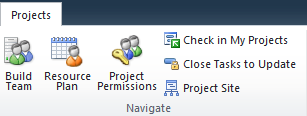 Projects
Build
Team
Resource
Plan
Project
Permissions
Check in My Projects
Close Tasks to Update
Project Site
Navigate